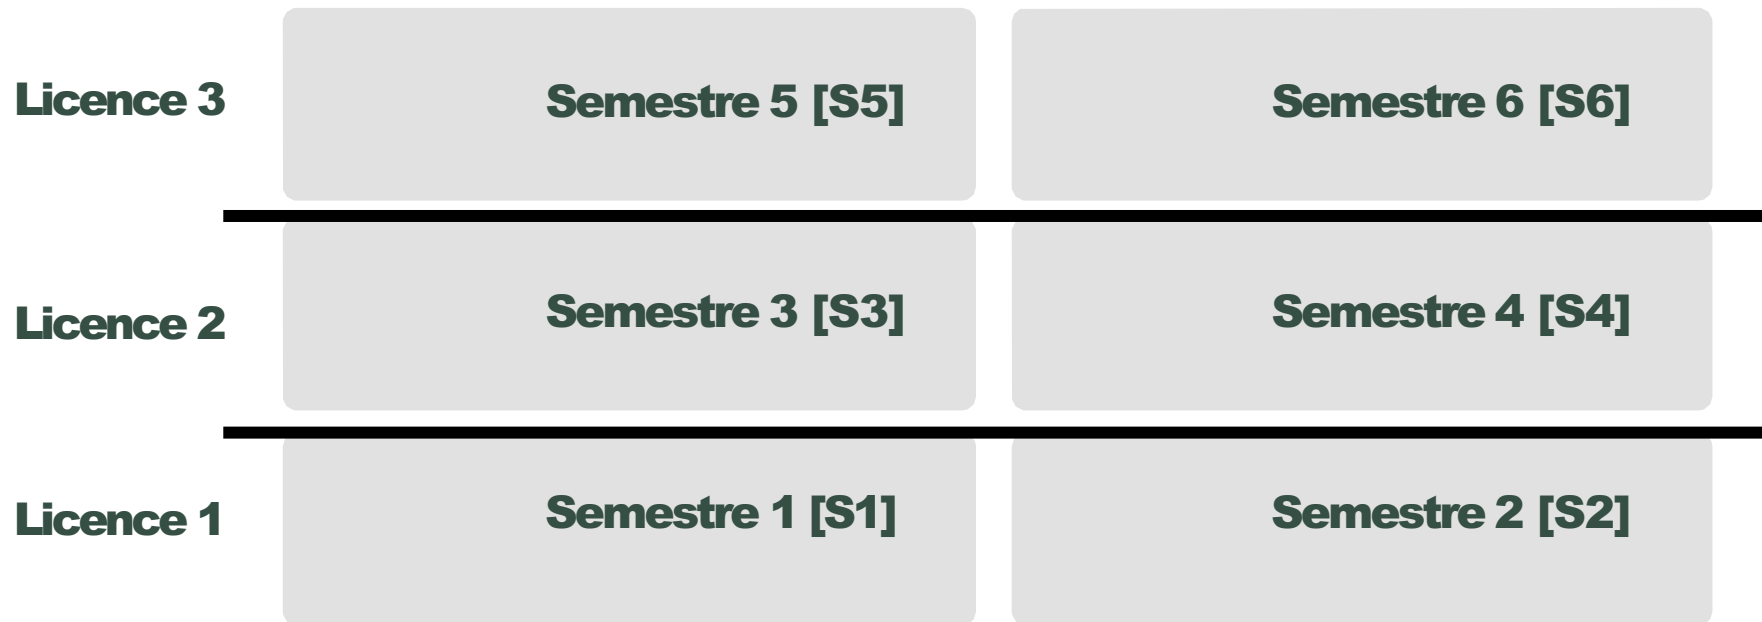 Licence 3 Semestre 5 [S5] Semestre 6 [S6]
Licence 2 Semestre 3 [S3] Semestre 4 [S4]
Licence 1 Semestre 1 [S1] Semestre 2 [S2]